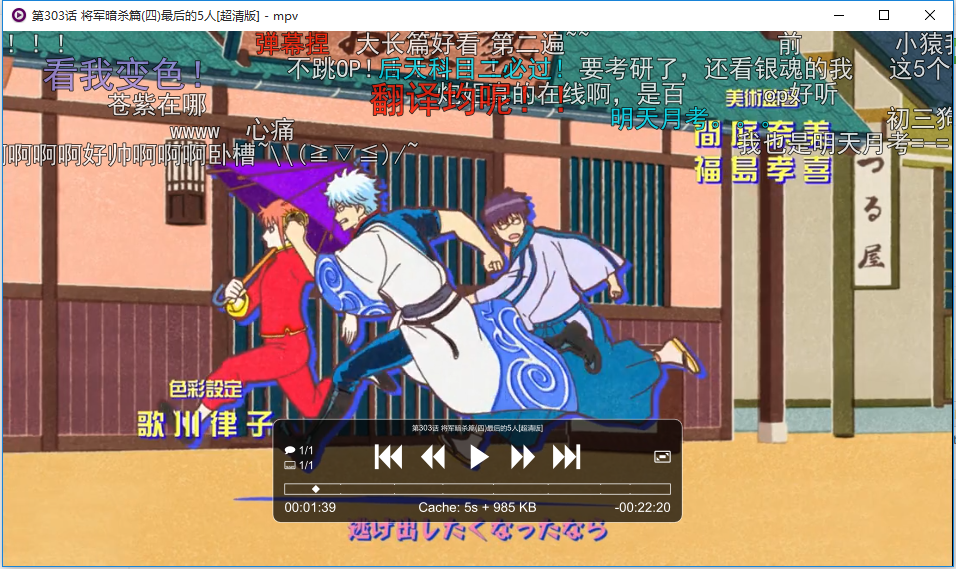 第303话 将军暗杀篇(四)最后的5人[超清版] - mpv
！！！
弹幕捏
大长篇好看 第二遍~~
前
小猿
看我变色！
不跳OP!
后天科目二必过！
要考研了，还看银魂的我
这5个
苍紫在哪
翻译均呢！！
的在线啊，是百
op好听
美術監督
wwww
心痛
明天月考。。。
初三狗
啊啊啊好帅啊啊啊卧槽~\\(≧▽≦)/~
我也是明天月考==
福島孝喜
つる屋
色彩設定
歌川律子
第303话 将军暗杀篇(四)最后的5人[超清版]
1/1
1/1
00:01:39
Cache: 5s + 985 KB
-00:22:20
逃げ出したくなったなら